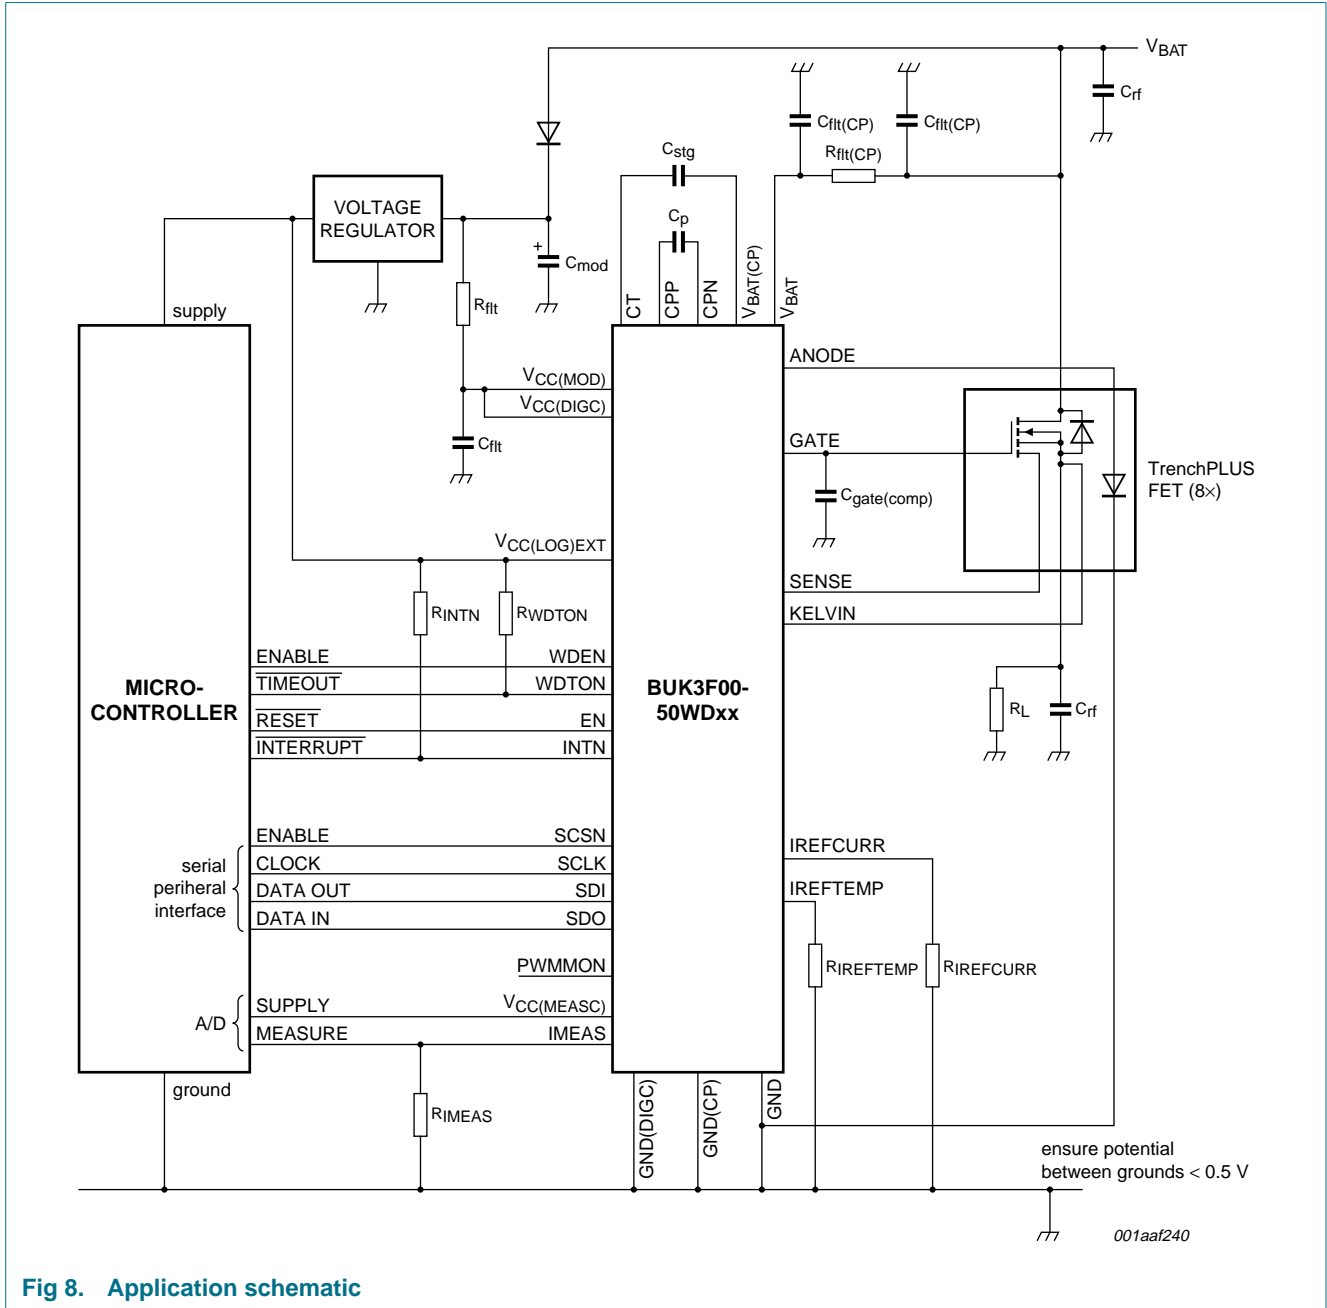 VBAT
Crf
Cflt(CP)
Cflt(CP)
Rflt(CP)
Cstg
Cp
VOLTAGE
REGULATOR
+
Cmod
Rflt
CT
CPP
CPN
VBAT(CP)
VBAT
supply
ANODE
VCC(MOD)
VCC(DIGC)
Cflt
GATE
Cgate(comp)
TrenchPLUS
FET (8×)
VCC(LOG)EXT
SENSE
KELVIN
RINTN
RWDTON
ENABLE
WDEN
TIMEOUT
WDTON
RESET
EN
INTERRUPT
INTN
MICRO-
CONTROLLER
BUK3F00-
50WDxx
RL
Crf
ENABLE
SCSN
CLOCK
SCLK
DATA OUT
SDI
DATA IN
SDO
serial
periheral
interface
IREFCURR
IREFTEMP
RIREFTEMP
RIREFCURR
PWMMON
A/D
SUPPLY
VCC(MEASC)
MEASURE
IMEAS
ground
RIMEAS
GND(DIGC)
GND(CP)
GND
ensure potential
between grounds < 0.5 V
001aaf240
Fig 8. Application schematic